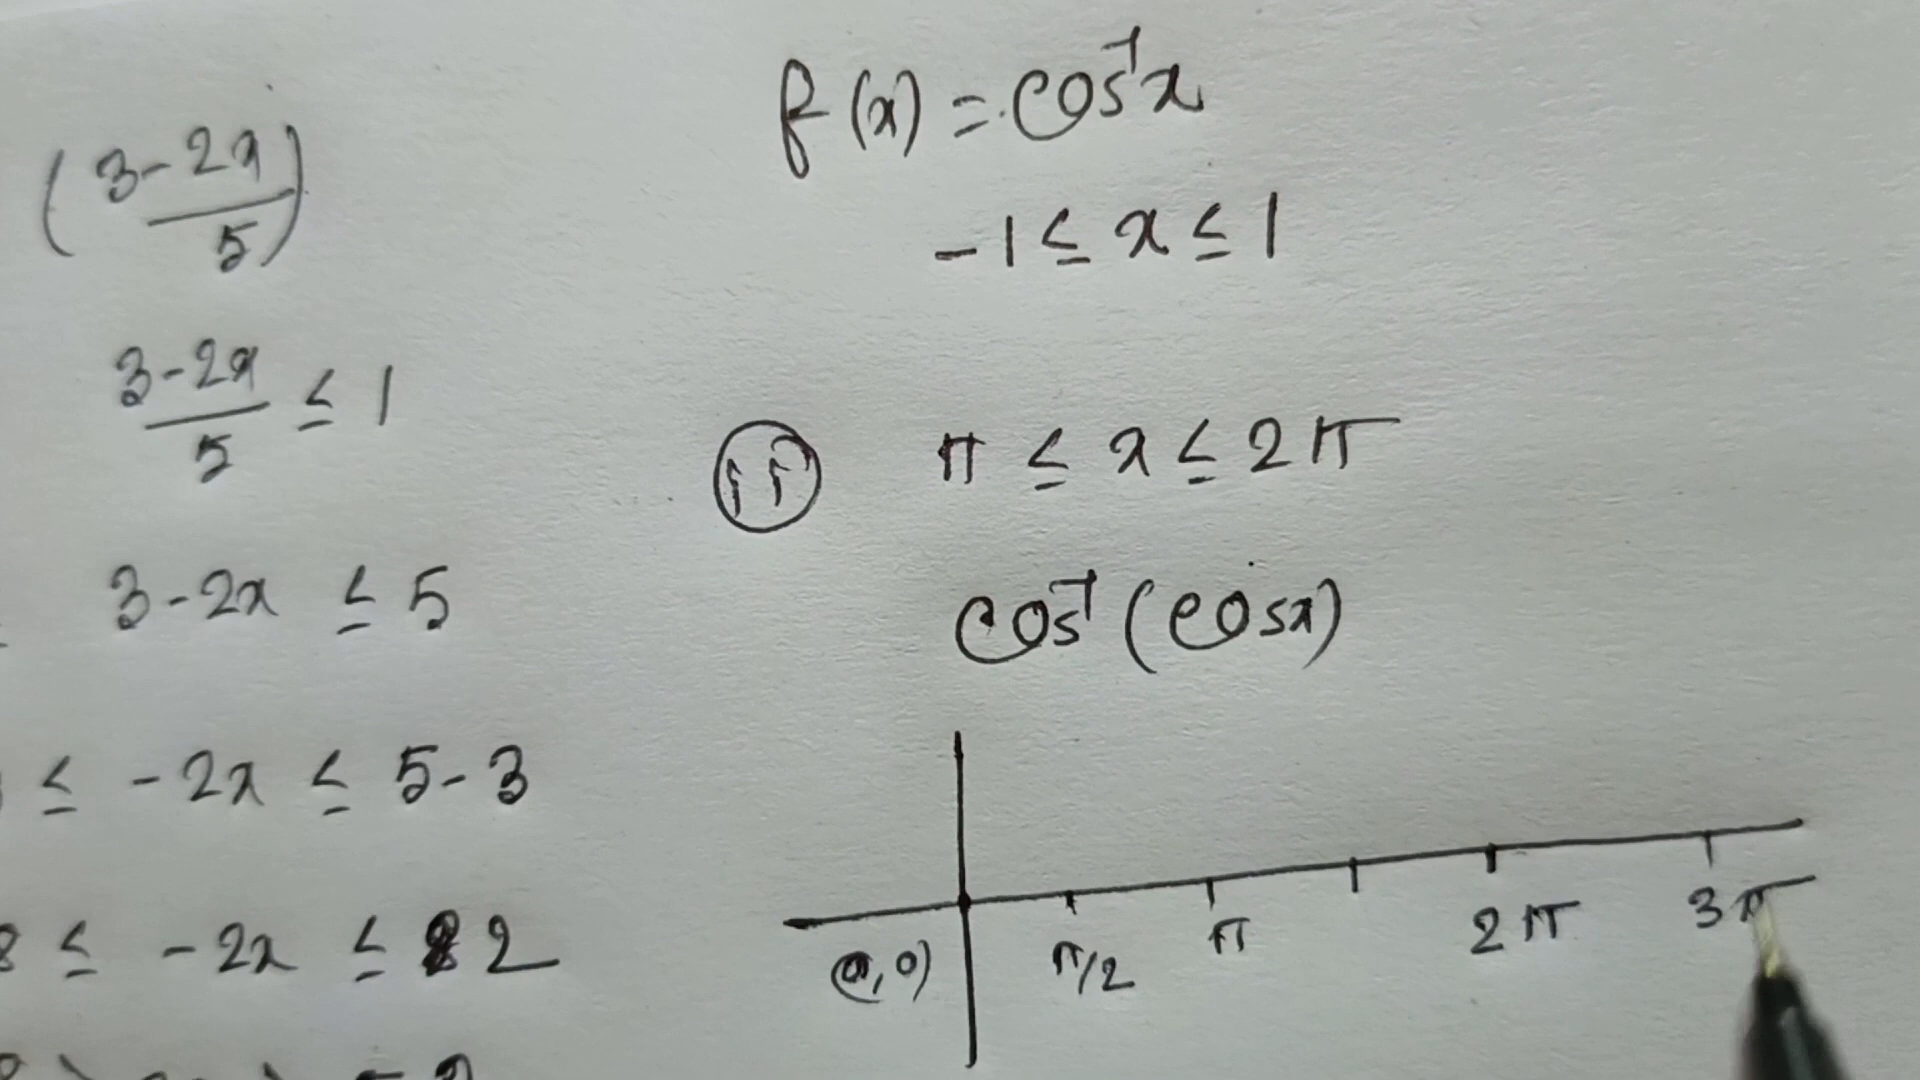 (3-2x/5)
3-2x/5 ≤ 1
3-2x ≤ 5
≤ -2x ≤ 5-3
8 ≤ -2x ≤ 2
f(x) = cos⁻¹x
-1 ≤ x ≤ 1
(ii) π ≤ x ≤ 2π
cos⁻¹(cosx)
(0,0) π/2 π 2π 3π